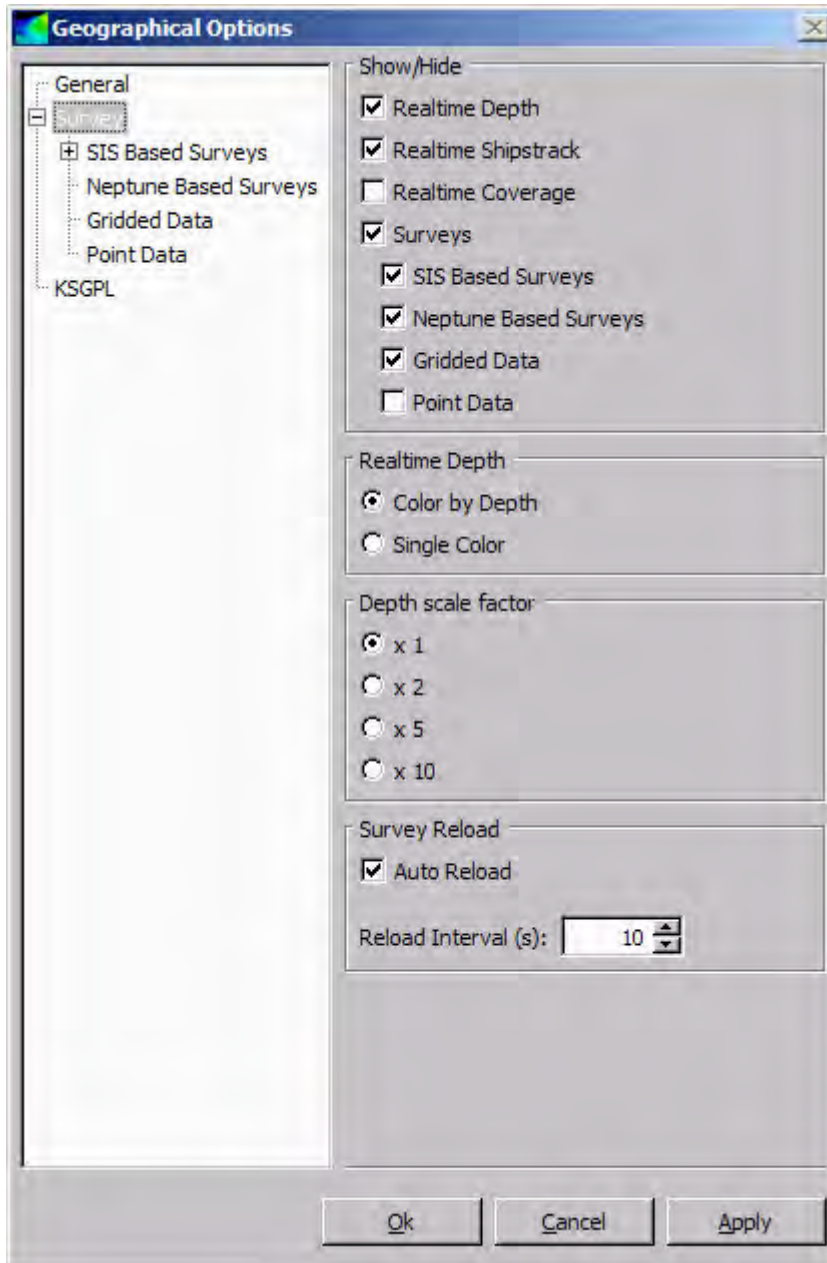 Geographical Options
General
Survey
SIS Based Surveys
Neptune Based Surveys
Gridded Data
Point Data
KSGPL
Show/Hide
Realtime Depth
Realtime Shipstrack
Realtime Coverage
Surveys
SIS Based Surveys
Neptune Based Surveys
Gridded Data
Point Data
Realtime Depth
Color by Depth
Single Color
Depth scale factor
x 1
x 2
x 5
x 10
Survey Reload
Auto Reload
Reload Interval (s): 10
Ok Cancel Apply